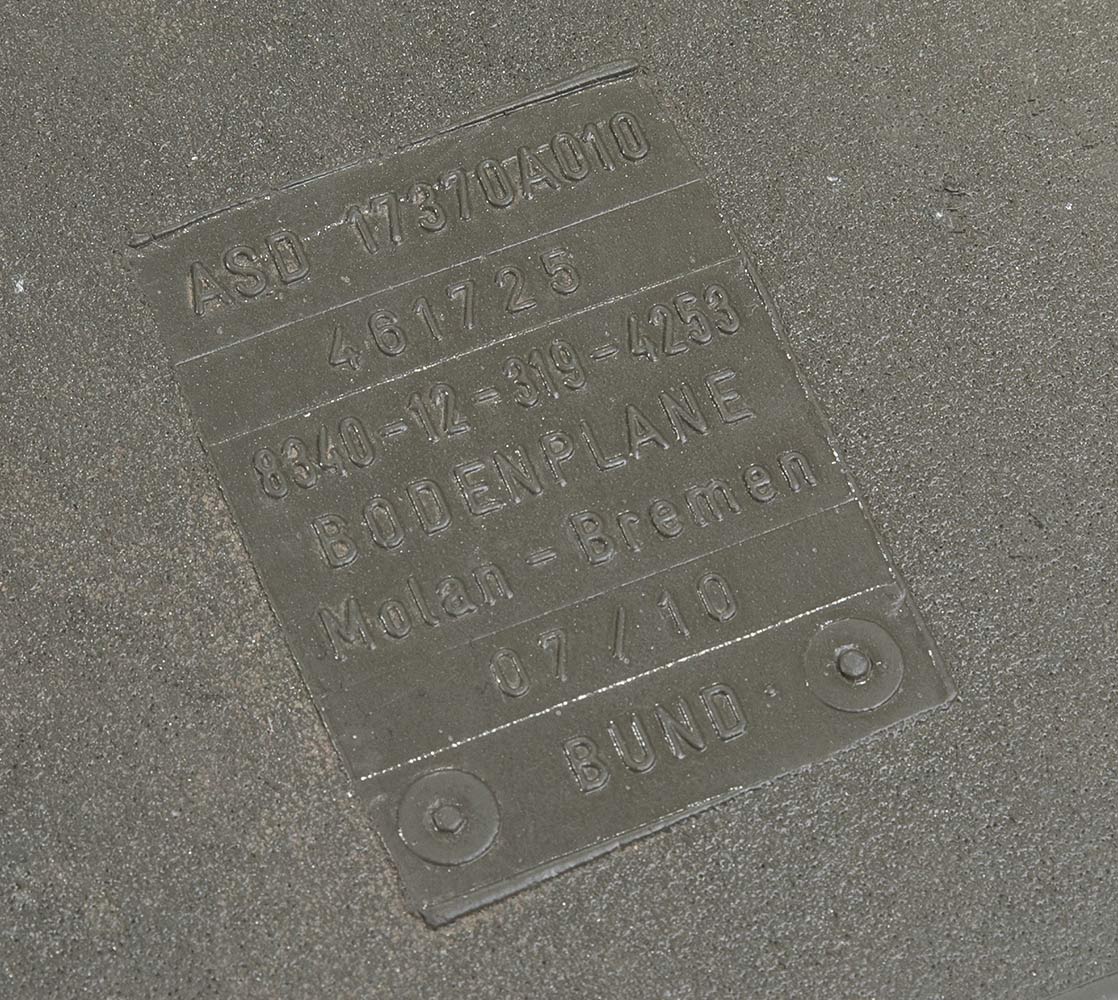 ASD 17370A010
461725
8340-12-319-4253
BODENPLANE
Molan - Bremen
07 / 10
BUND